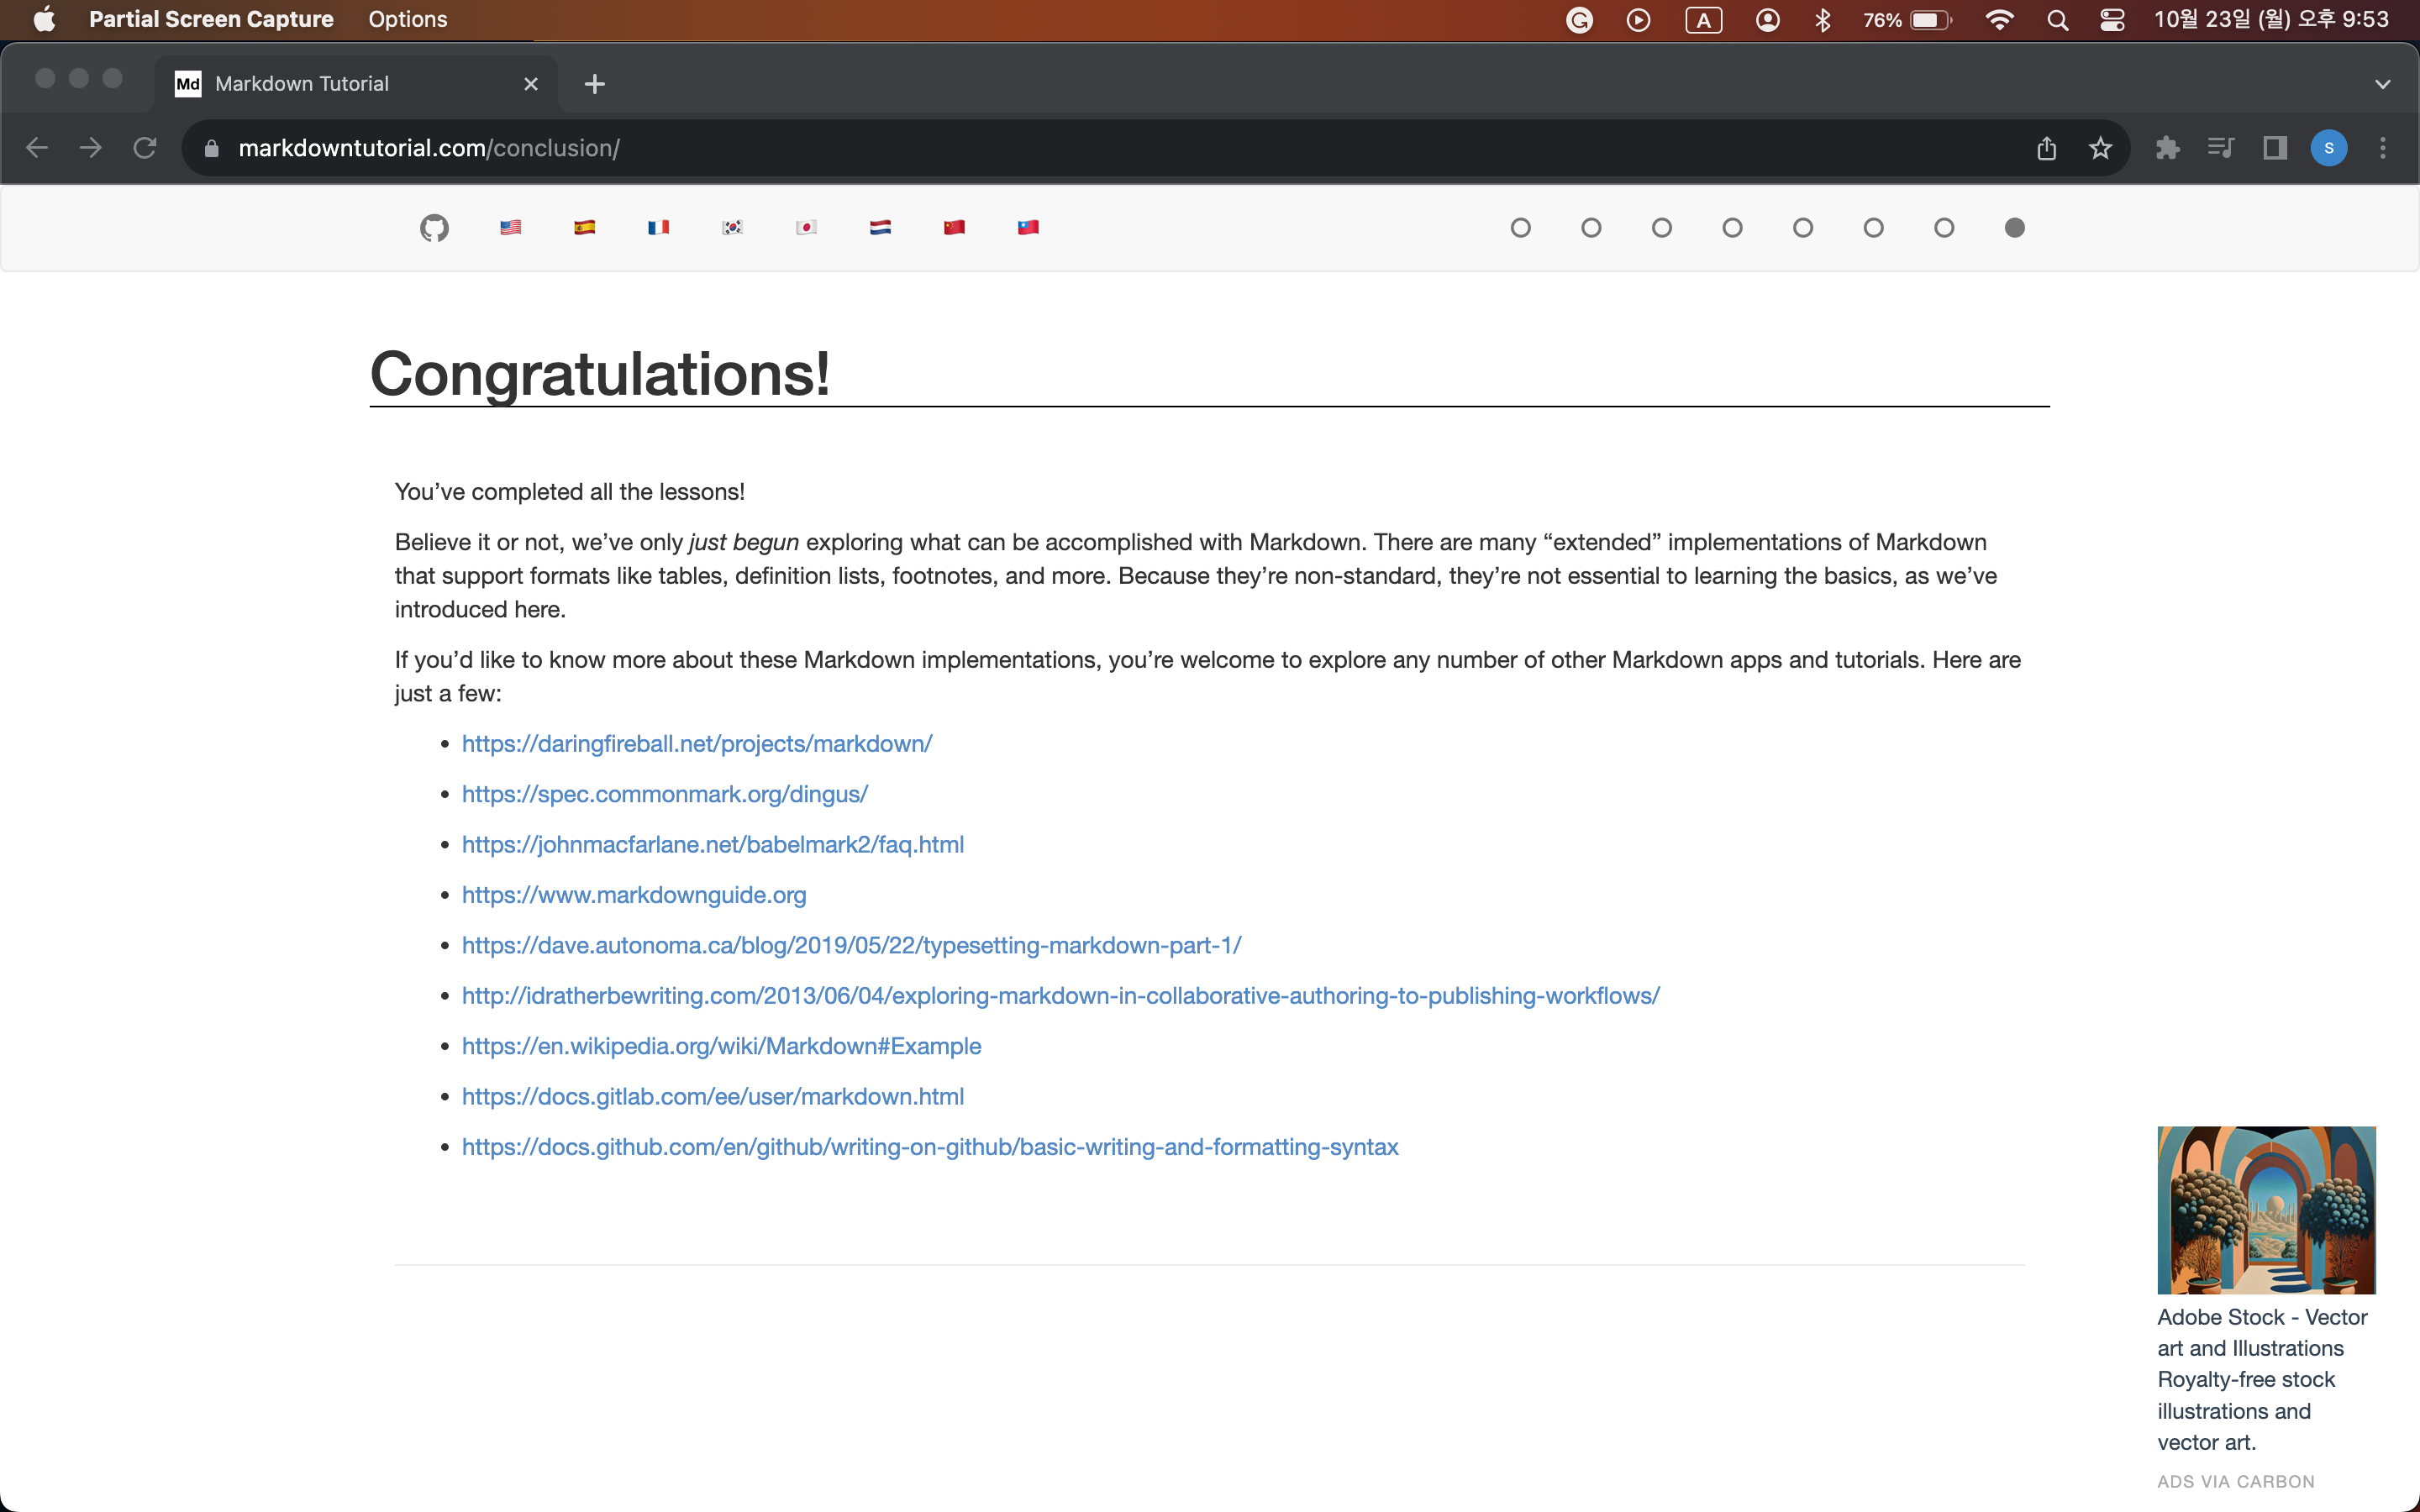 Partial Screen Capture Options A 76% 10월 23일 (월) 오후 9:53
Md Markdown Tutorial
markdowntutorial.com/conclusion/ s
Congratulations!
You’ve completed all the lessons!
Believe it or not, we’ve only just begun exploring what can be accomplished with Markdown. There are many “extended” implementations of Markdown
that support formats like tables, definition lists, footnotes, and more. Because they’re non-standard, they’re not essential to learning the basics, as we’ve
introduced here.
If you’d like to know more about these Markdown implementations, you’re welcome to explore any number of other Markdown apps and tutorials. Here are
just a few:
• https://daringfireball.net/projects/markdown/
• https://spec.commonmark.org/dingus/
• https://johnmacfarlane.net/babelmark2/faq.html
• https://www.markdownguide.org
• https://dave.autonoma.ca/blog/2019/05/22/typesetting-markdown-part-1/
• http://idratherbewriting.com/2013/06/04/exploring-markdown-in-collaborative-authoring-to-publishing-workflows/
• https://en.wikipedia.org/wiki/Markdown#Example
• https://docs.gitlab.com/ee/user/markdown.html
• https://docs.github.com/en/github/writing-on-github/basic-writing-and-formatting-syntax
Adobe Stock - Vector
art and Illustrations
Royalty-free stock
illustrations and
vector art.
ADS VIA CARBON